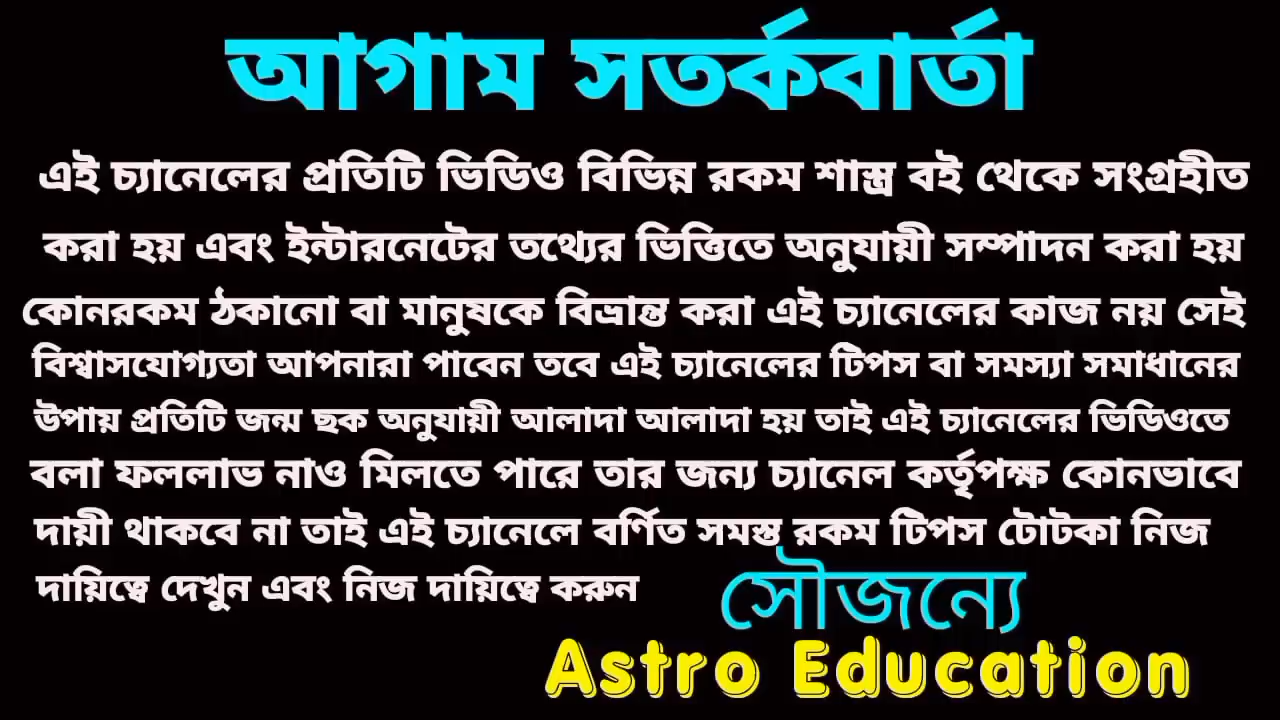 আগাম সতর্কবার্তা
এই চ্যানেলের প্রতিটি ভিডিও বিভিন্ন রকম শাস্ত্র বই থেকে সংগ্রহীত
করা হয় এবং ইন্টারনেটের তথ্যের ভিত্তিতে অনুযায়ী সম্পাদন করা হয়
কোনরকম ঠকানো বা মানুষকে বিভ্রান্ত করা এই চ্যানেলের কাজ নয় সেই
বিশ্বাসযোগ্যতা আপনারা পাবেন তবে এই চ্যানেলের টিপস বা সমস্যা সমাধানের
উপায় প্রতিটি জন্ম ছক অনুযায়ী আলাদা আলাদা হয় তাই এই চ্যানেলের ভিডিওতে
বলা ফললাভ নাও মিলতে পারে তার জন্য চ্যানেল কর্তৃপক্ষ কোনভাবে
দায়ী থাকবে না তাই এই চ্যানেলে বর্ণিত সমস্ত রকম টিপস টোটকা নিজ
দায়িত্বে দেখুন এবং নিজ দায়িত্বে করুন
সৌজন্যে
Astro Education